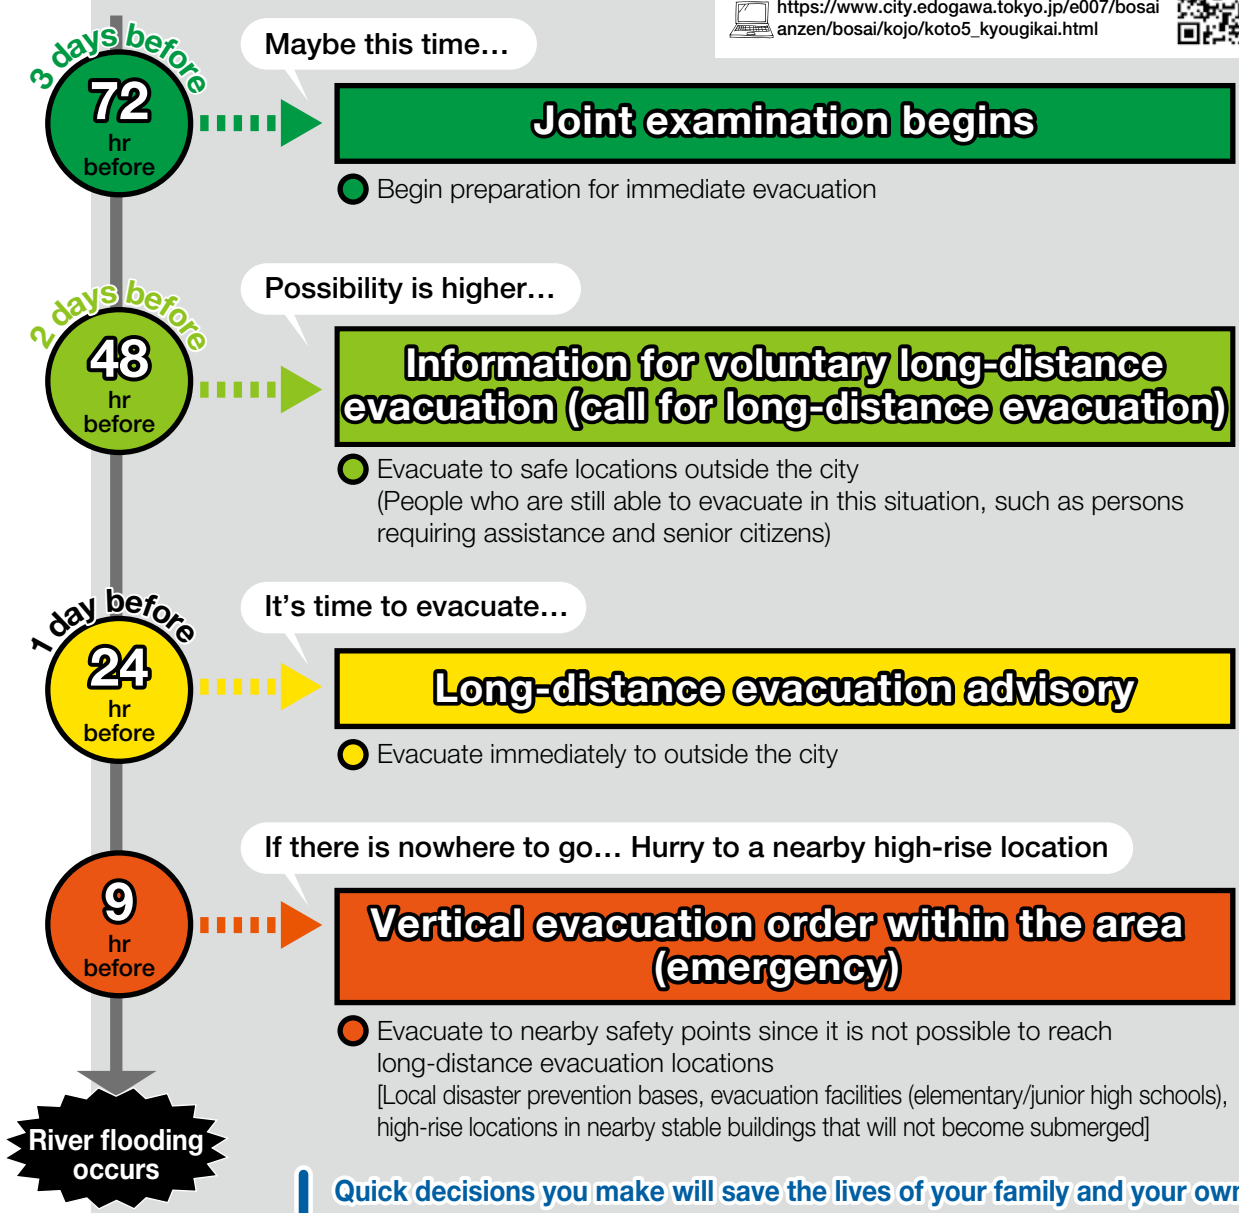 https://www.city.edogawa.tokyo.jp/e007/bosai
anzen/bosai/kojo/koto5_kyougikai.html
3 days before
72
hr
before
Maybe this time…
Joint examination begins
Begin preparation for immediate evacuation
2 days before
48
hr
before
Possibility is higher…
Information for voluntary long-distance
evacuation (call for long-distance evacuation)
Evacuate to safe locations outside the city
(People who are still able to evacuate in this situation, such as persons
requiring assistance and senior citizens)
1 day before
24
hr
before
It's time to evacuate…
Long-distance evacuation advisory
Evacuate immediately to outside the city
9
hr
before
If there is nowhere to go… Hurry to a nearby high-rise location
Vertical evacuation order within the area
(emergency)
Evacuate to nearby safety points since it is not possible to reach
long-distance evacuation locations
[Local disaster prevention bases, evacuation facilities (elementary/junior high schools),
high-rise locations in nearby stable buildings that will not become submerged]
River flooding
occurs
Quick decisions you make will save the lives of your family and your own